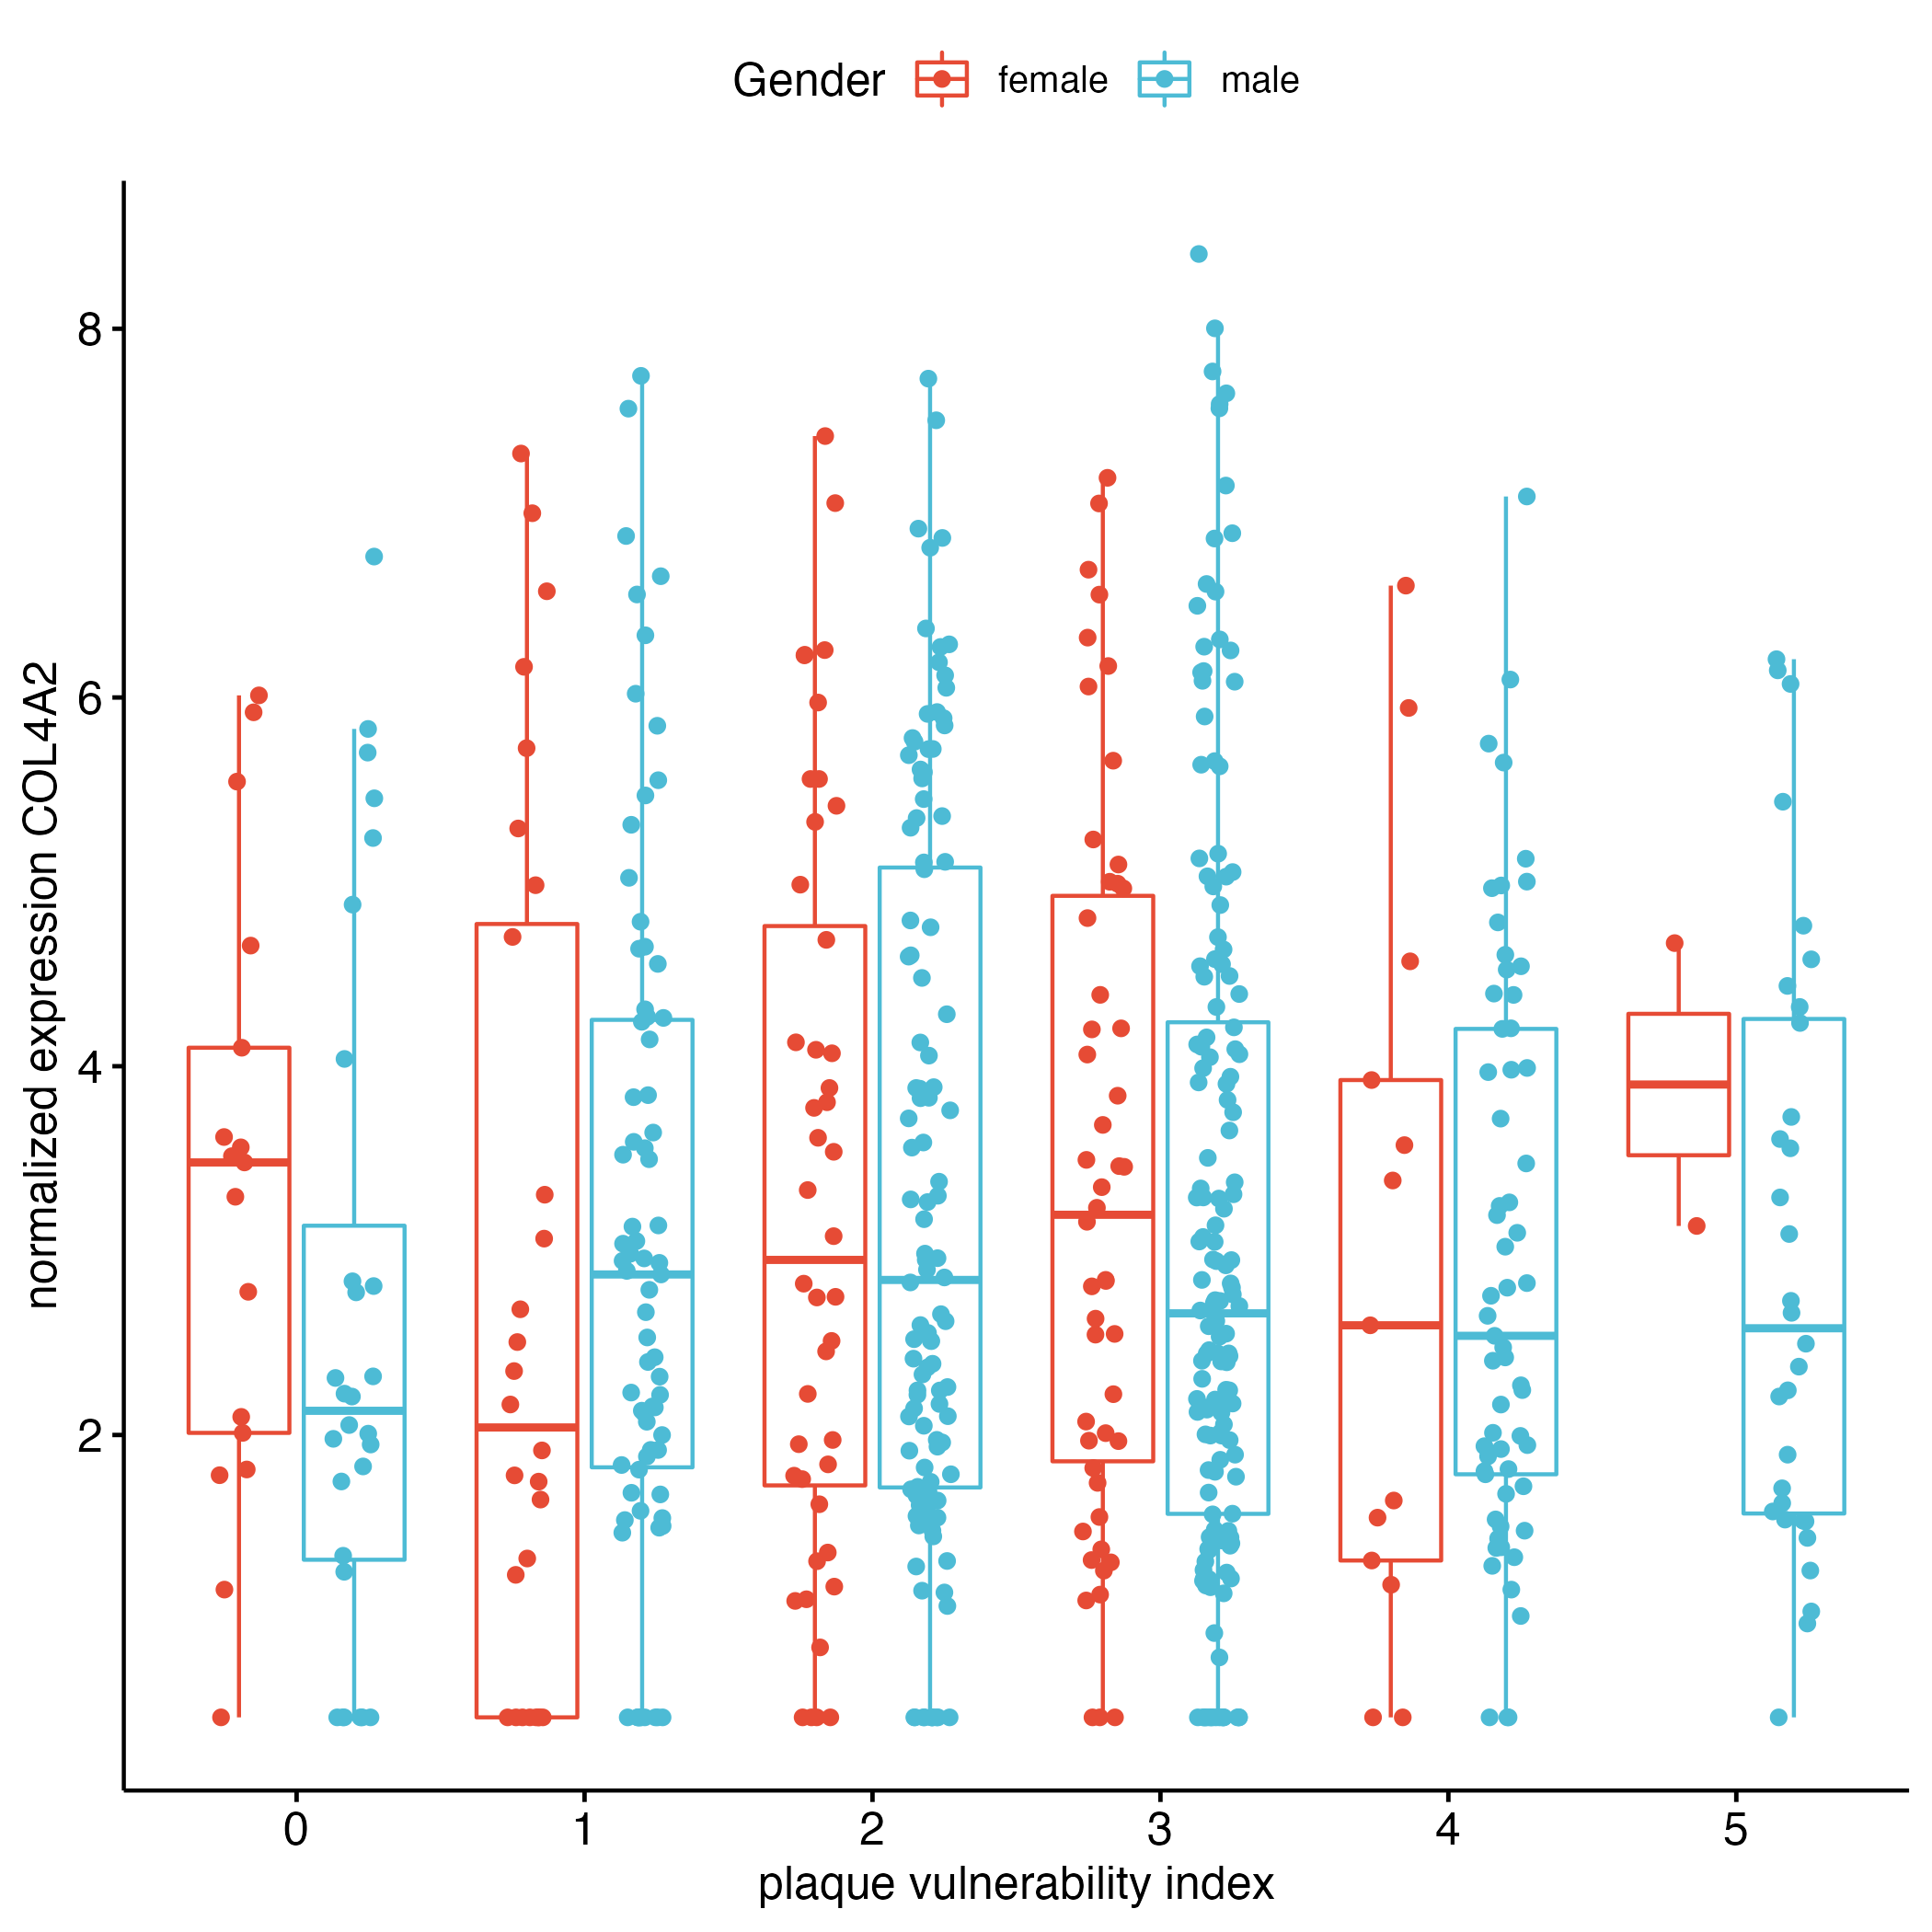 Gender female male
8
6
4
2
normalized expression COL4A2
0 1 2 3 4 5
plaque vulnerability index